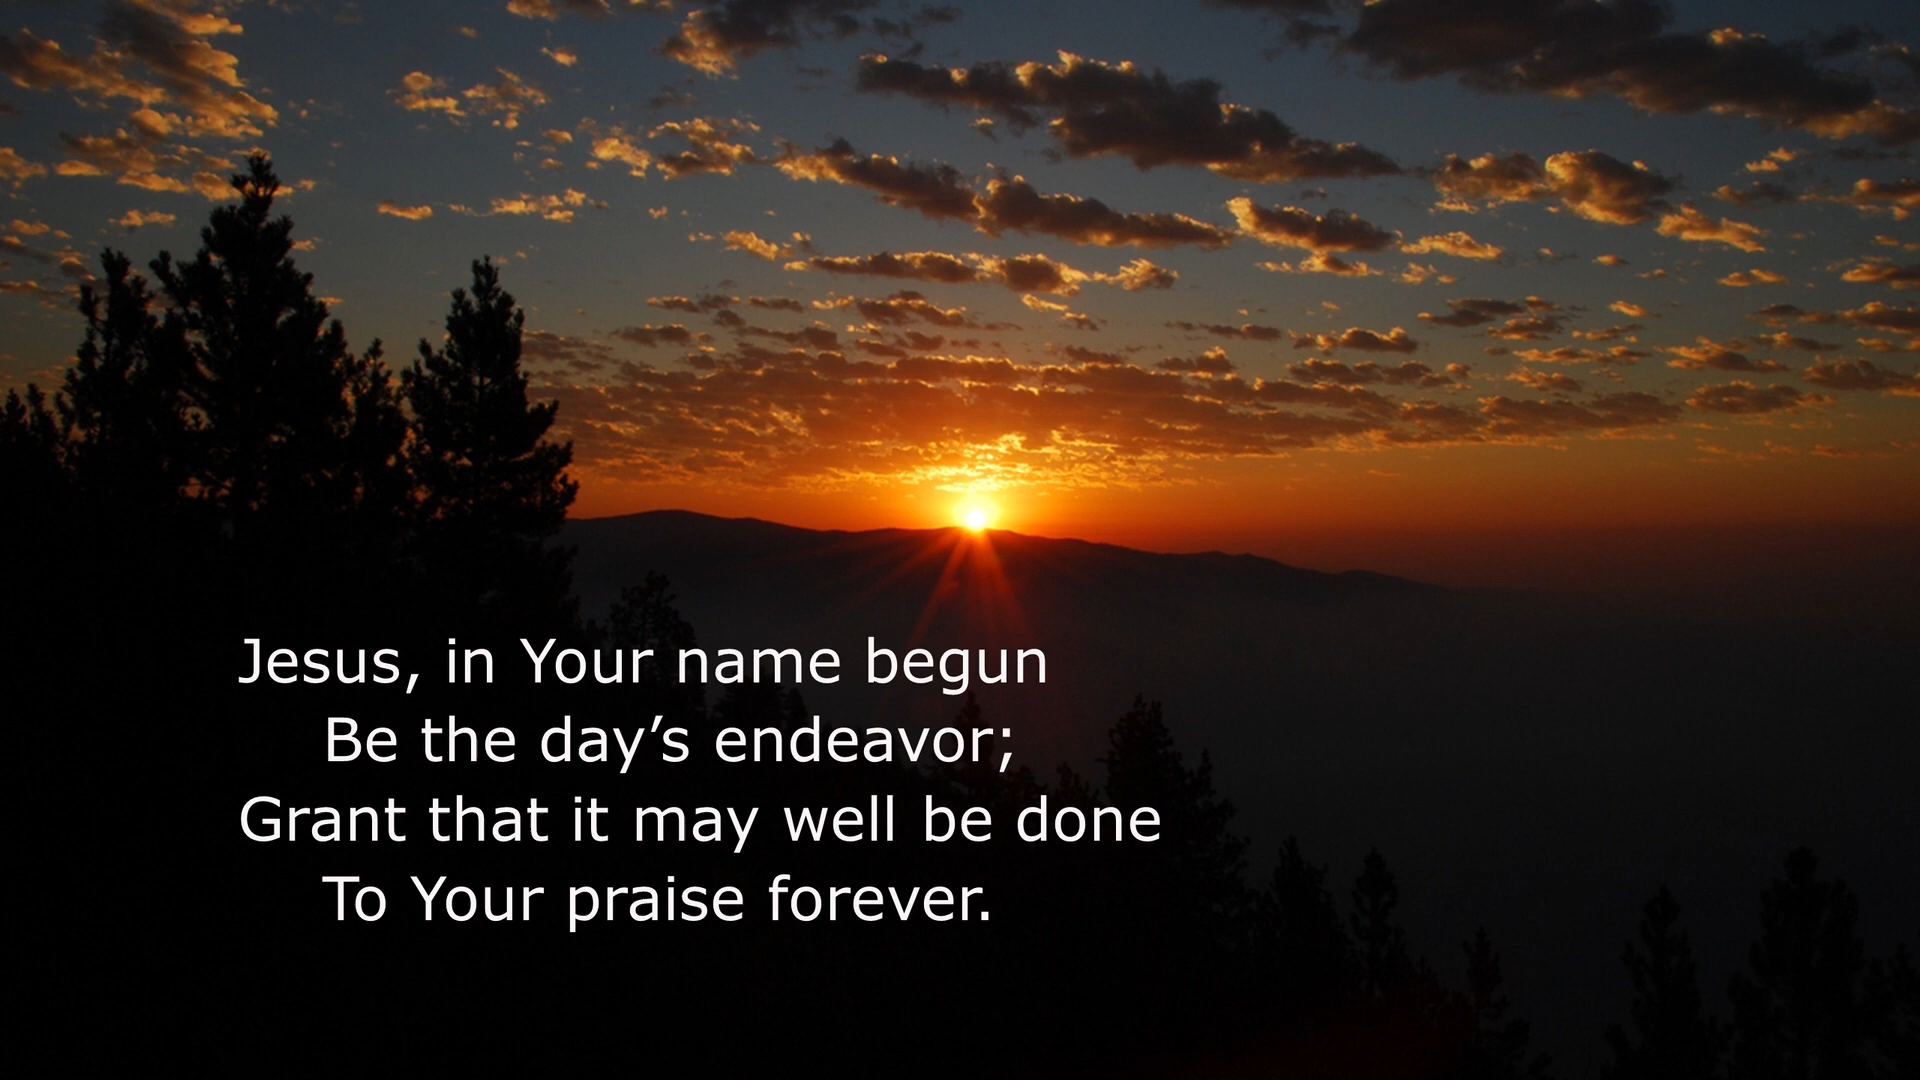 Jesus, in Your name begun
Be the day’s endeavor;
Grant that it may well be done
To Your praise forever.